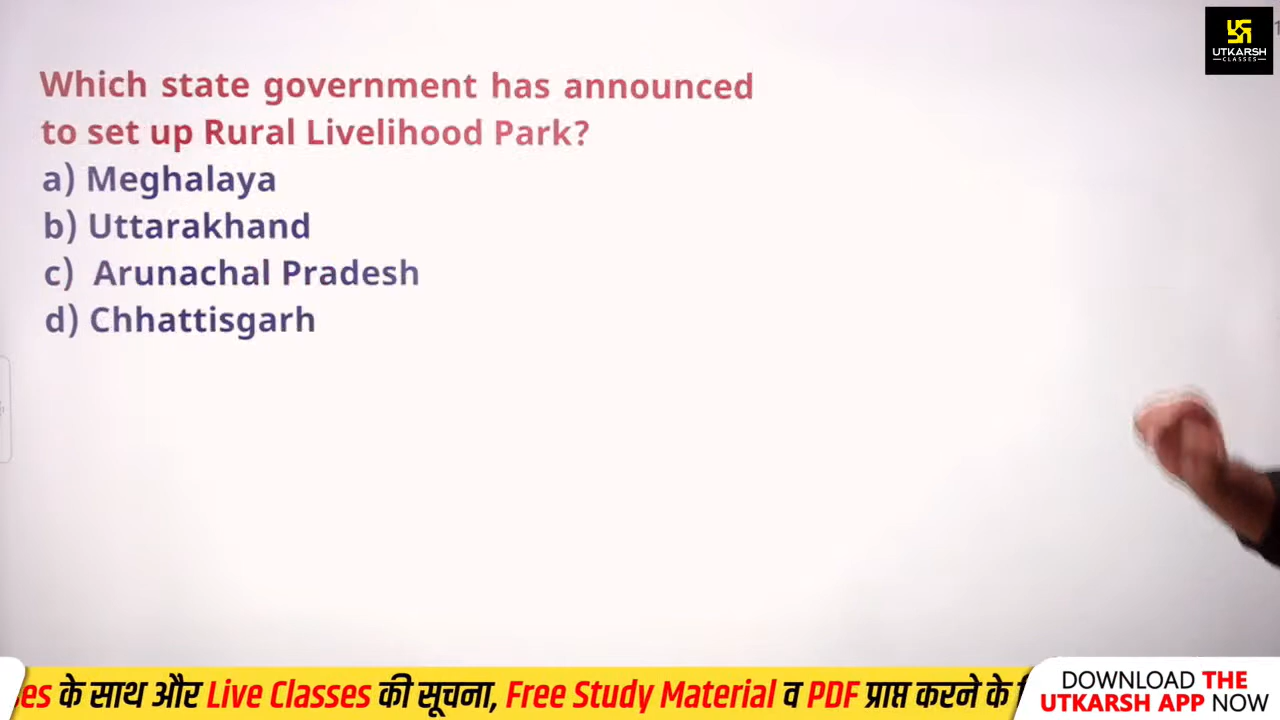 UTKARSH
CLASSES
Which state government has announced
to set up Rural Livelihood Park?
a) Meghalaya
b) Uttarakhand
c) Arunachal Pradesh
d) Chhattisgarh
के साथ और Live Classes की सूचना, Free Study Material व PDF प्राप्त करने के
DOWNLOAD THE
UTKARSH APP NOW